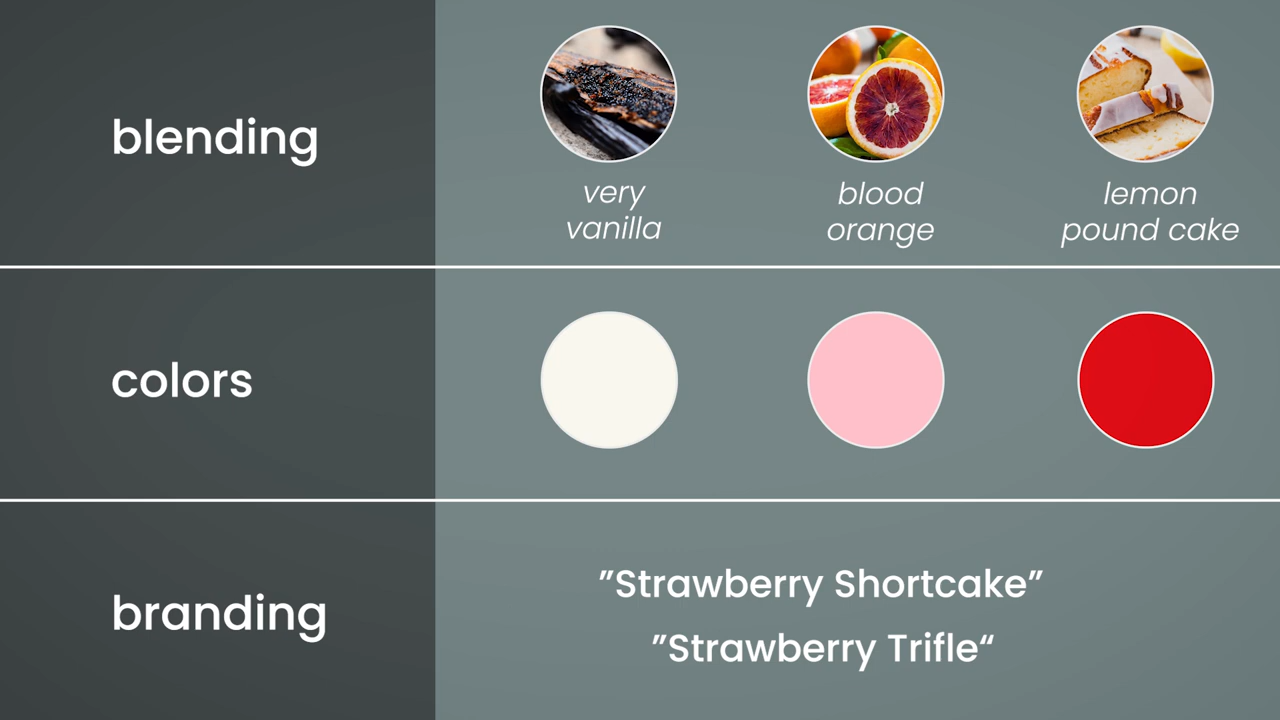 blending
very
vanilla
blood
orange
lemon
pound cake
colors
branding
”Strawberry Shortcake”
”Strawberry Trifle“